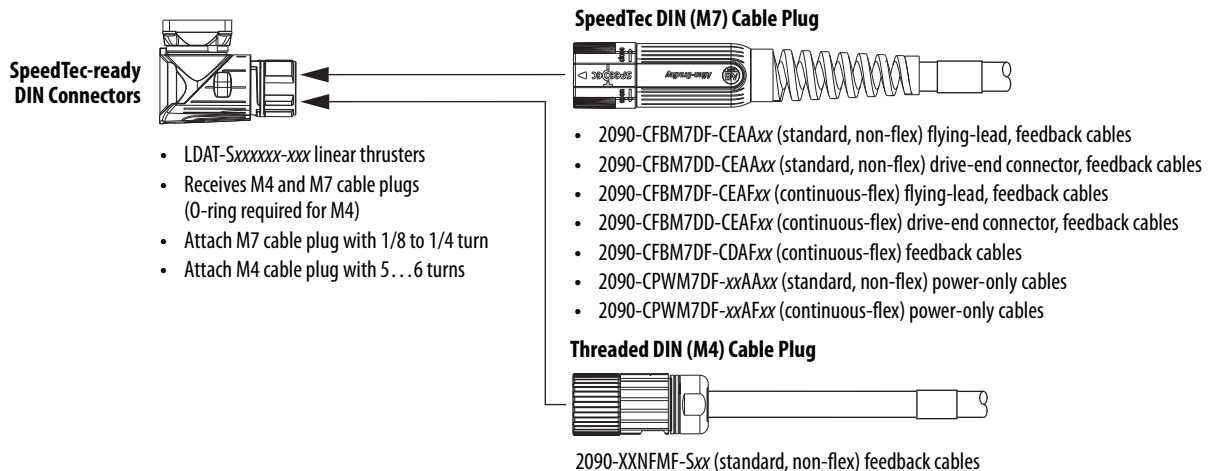 SpeedTec DIN (M7) Cable Plug
SpeedTec-ready
DIN Connectors
Allen-Bradley
AB
• LDAT-Sxxxxxx-xxx linear thrusters
• Receives M4 and M7 cable plugs
(O-ring required for M4)
• Attach M7 cable plug with 1/8 to 1/4 turn
• Attach M4 cable plug with 5…6 turns
• 2090-CFBM7DF-CEAAxx (standard, non-flex) flying-lead, feedback cables
• 2090-CFBM7DD-CEAAxx (standard, non-flex) drive-end connector, feedback cables
• 2090-CFBM7DF-CEAFxx (continuous-flex) flying-lead, feedback cables
• 2090-CFBM7DD-CEAFxx (continuous-flex) drive-end connector, feedback cables
• 2090-CFBM7DF-CDAFxx (continuous-flex) feedback cables
• 2090-CPWM7DF-xxAAxx (standard, non-flex) power-only cables
• 2090-CPWM7DF-xxAFxx (continuous-flex) power-only cables
Threaded DIN (M4) Cable Plug
2090-XXNFMF-Sxx (standard, non-flex) feedback cables